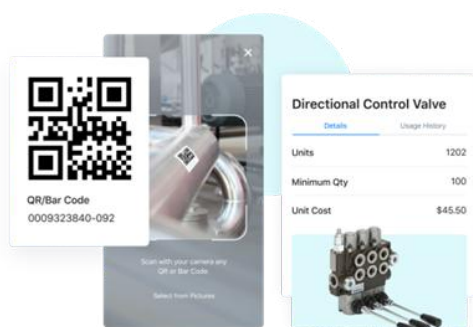 QR/Bar Code
0009323840-092
Scan with your camera any
QR or Bar Code
Select from Pictures
Directional Control Valve
Details
Usage History
Units
1202
Minimum Qty
100
Unit Cost
$45.50